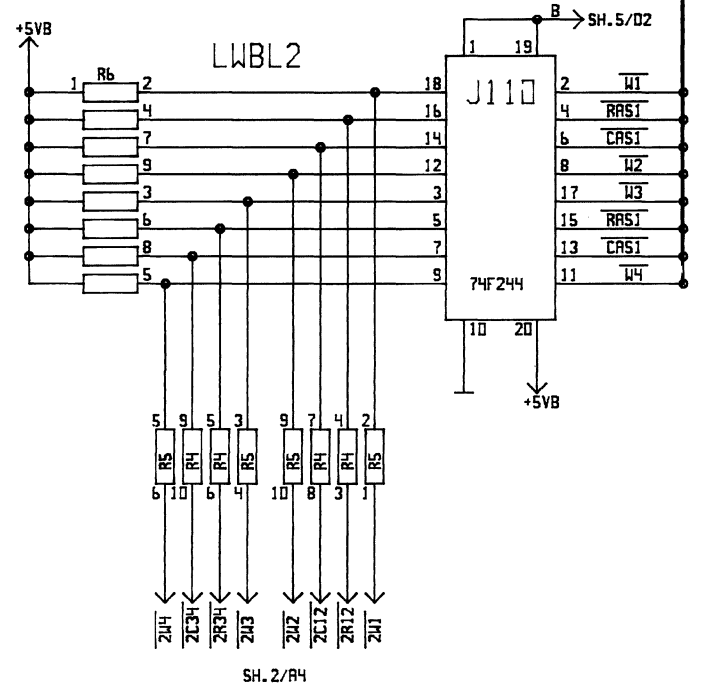 B SH.5/D2
+5VB
LWBL2
1 19
1 R6 2 18 J110 2 W1
4 16 4 RAS1
7 14 6 CAS1
9 12 8 W2
3 3 17 W3
6 5 15 RAS1
8 7 13 CAS1
5 9 74F244 11 W4
10 20
+5VB
5 9 5 3 9 7 4 2
R5 R4 R4 R5 R5 R4 R4 R5
6 10 6 4 10 8 3 1
2W4 2C34 2R34 2W3 2W2 2C12 2R12 2W1
SH.2/A4